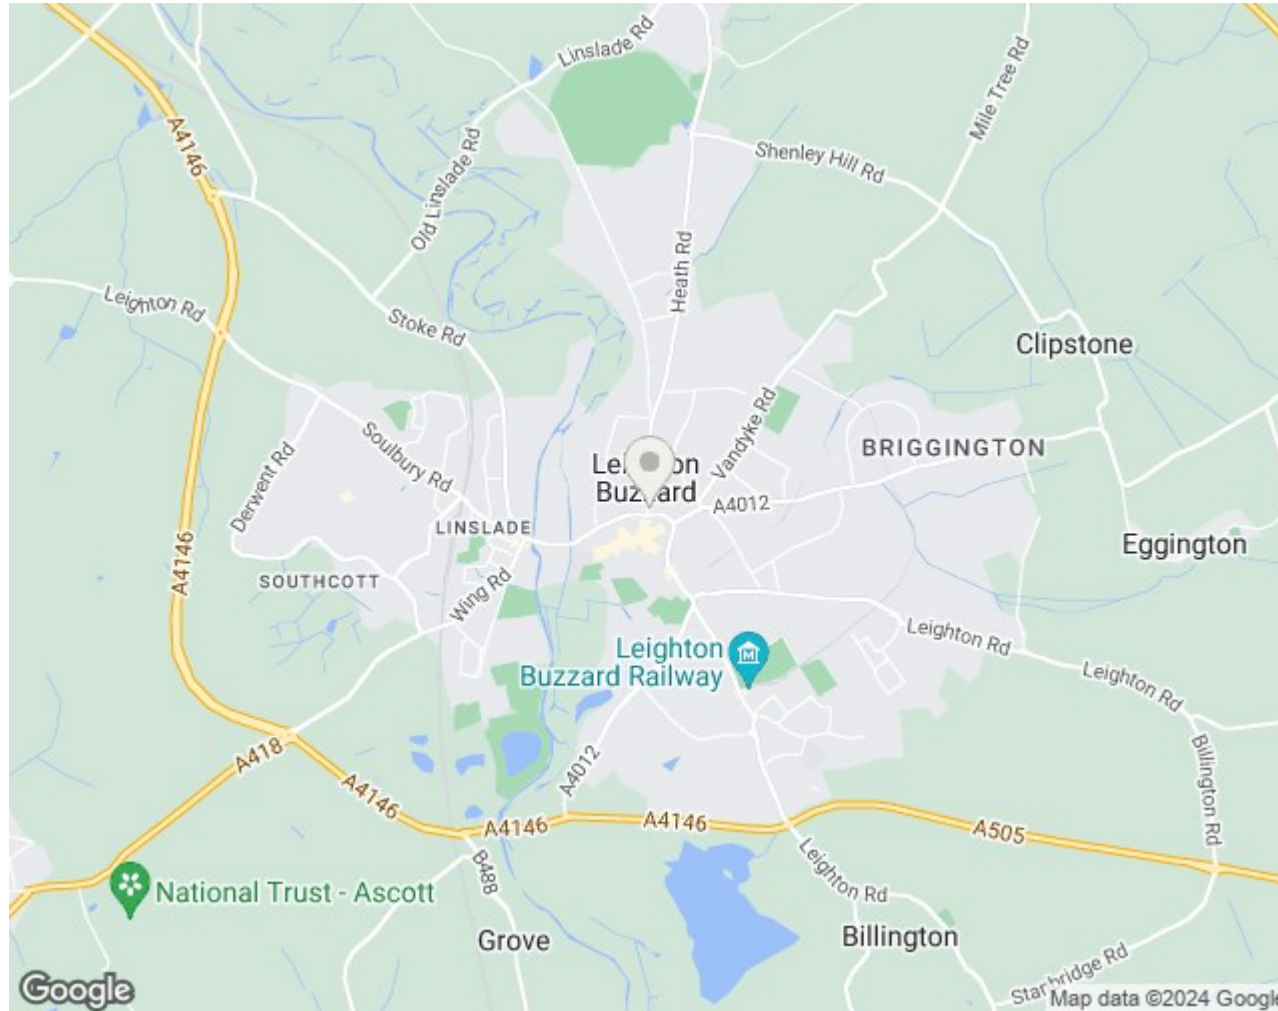 Linslade Rd
Mile Tree Rd
A4146
Shenley Hill Rd
Old Linslade Rd
Heath Rd
Leighton Rd
Stoke Rd
Clipstone
Vandyke Rd
Soulbury Rd
Derwent Rd
BRIGGINGTON
Leighton
Buzzard
A4012
LINSLADE
Eggington
A4146
SOUTHCOTT
Wing Rd
Leighton Rd
Leighton
Buzzard Railway
Leighton Rd
A418
A4012
Billington Rd
A4146
A4146
A4146
A505
B488
Leighton Rd
National Trust - Ascott
Grove
Billington
Stanbridge Rd
Google
Map data ©2024 Google